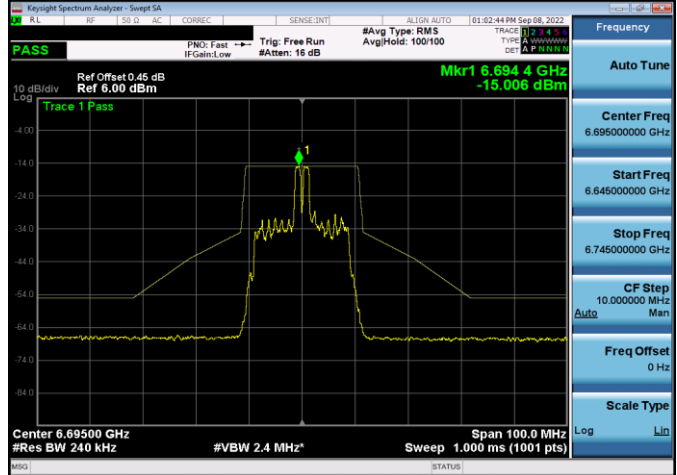 Keysight Spectrum Analyzer - Swept SA
RL RF 50 Ω AC CORREC SENSE:INT ALIGN AUTO 01:02:44 PM Sep 08, 2022
PASS
PNO: Fast
IFGain:Low
Trig: Free Run
#Atten: 16 dB
#Avg Type: RMS
Avg|Hold: 100/100
TRACE 1 2 3 4 5 6
TYPE A WWWWW
DET A P N N N N
Frequency
Auto Tune
Center Freq
6.695000000 GHz
Start Freq
6.645000000 GHz
Stop Freq
6.745000000 GHz
CF Step
10.000000 MHz
Auto Man
Freq Offset
0 Hz
Scale Type
Log Lin
Mkr1 6.694 4 GHz
-15.006 dBm
Ref Offset 0.45 dB
10 dB/div Ref 6.00 dBm
Log
Trace 1 Pass
1
-4.00
-14.0
-24.0
-34.0
-44.0
-54.0
-64.0
-74.0
-84.0
Center 6.69500 GHz Span 100.0 MHz
#Res BW 240 kHz #VBW 2.4 MHz* Sweep 1.000 ms (1001 pts)
MSG STATUS